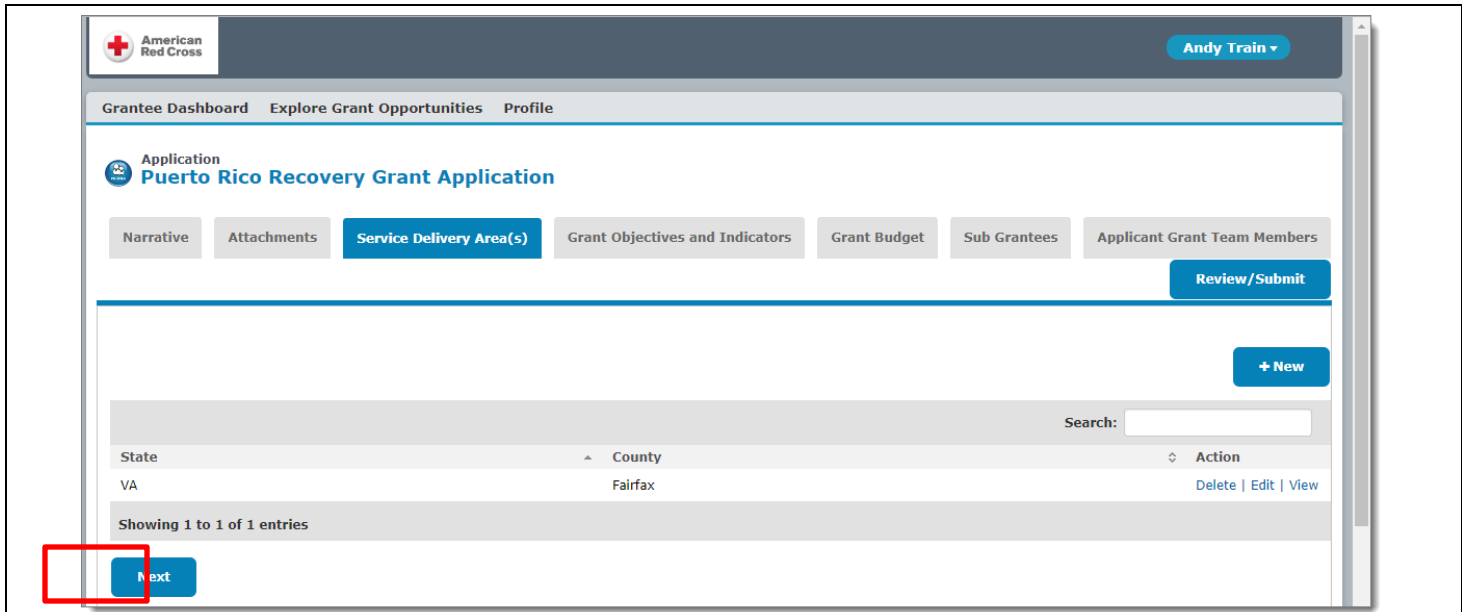 American
Red Cross
Andy Train
Grantee Dashboard Explore Grant Opportunities Profile
Application
Puerto Rico Recovery Grant Application
Narrative Attachments Service Delivery Area(s) Grant Objectives and Indicators Grant Budget Sub Grantees Applicant Grant Team Members
Review/Submit
+ New
Search:
State County Action
VA Fairfax Delete | Edit | View
Showing 1 to 1 of 1 entries
Next